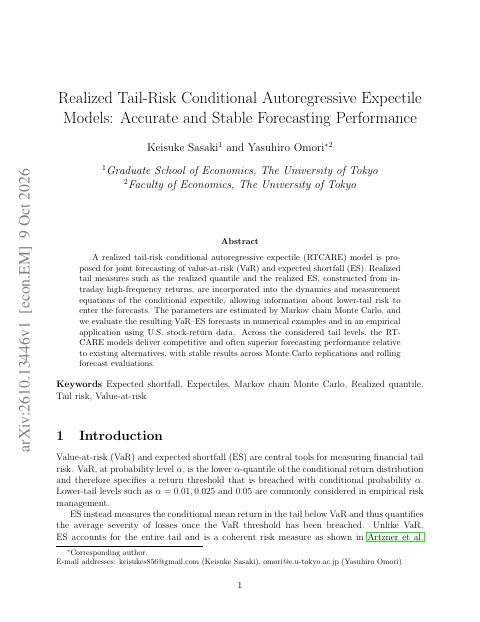 Realized Tail-Risk Conditional Autoregressive Expectile
Models: Accurate and Stable Forecasting Performance
Keisuke Sasaki1 and Yasuhiro Omori*2
1Graduate School of Economics, The University of Tokyo
2Faculty of Economics, The University of Tokyo
arXiv:2610.13446v1 [econ.EM] 9 Oct 2026
Abstract
A realized tail-risk conditional autoregressive expectile (RTCARE) model is pro-
posed for joint forecasting of value-at-risk (VaR) and expected shortfall (ES). Realized
tail measures such as the realized quantile and the realized ES, constructed from in-
traday high-frequency returns, are incorporated into the dynamics and measurement
equations of the conditional expectile, allowing information about lower-tail risk to
enter the forecasts. The parameters are estimated by Markov chain Monte Carlo, and
we evaluate the resulting VaR–ES forecasts in numerical examples and in an empirical
application using U.S. stock-return data. Across the considered tail levels, the RT-
CARE models deliver competitive and often superior forecasting performance relative
to existing alternatives, with stable results across Monte Carlo replications and rolling
forecast evaluations.
Keywords Expected shortfall, Expectiles, Markov chain Monte Carlo, Realized quantile,
Tail risk, Value-at-risk
1 Introduction
Value-at-risk (VaR) and expected shortfall (ES) are central tools for measuring financial tail
risk. VaR, at probability level α, is the lower α-quantile of the conditional return distribution
and therefore specifies a return threshold that is breached with conditional probability α.
Lower-tail levels such as α = 0.01, 0.025 and 0.05 are commonly considered in empirical risk
management.
ES instead measures the conditional mean return in the tail below VaR and thus quantifies
the average severity of losses once the VaR threshold has been breached. Unlike VaR,
ES accounts for the entire tail and is a coherent risk measure as shown in Artzner et al.
*Corresponding author.
E-mail addresses: keisukes856@gmail.com (Keisuke Sasaki), omori@e.u-tokyo.ac.jp (Yasuhiro Omori).
1